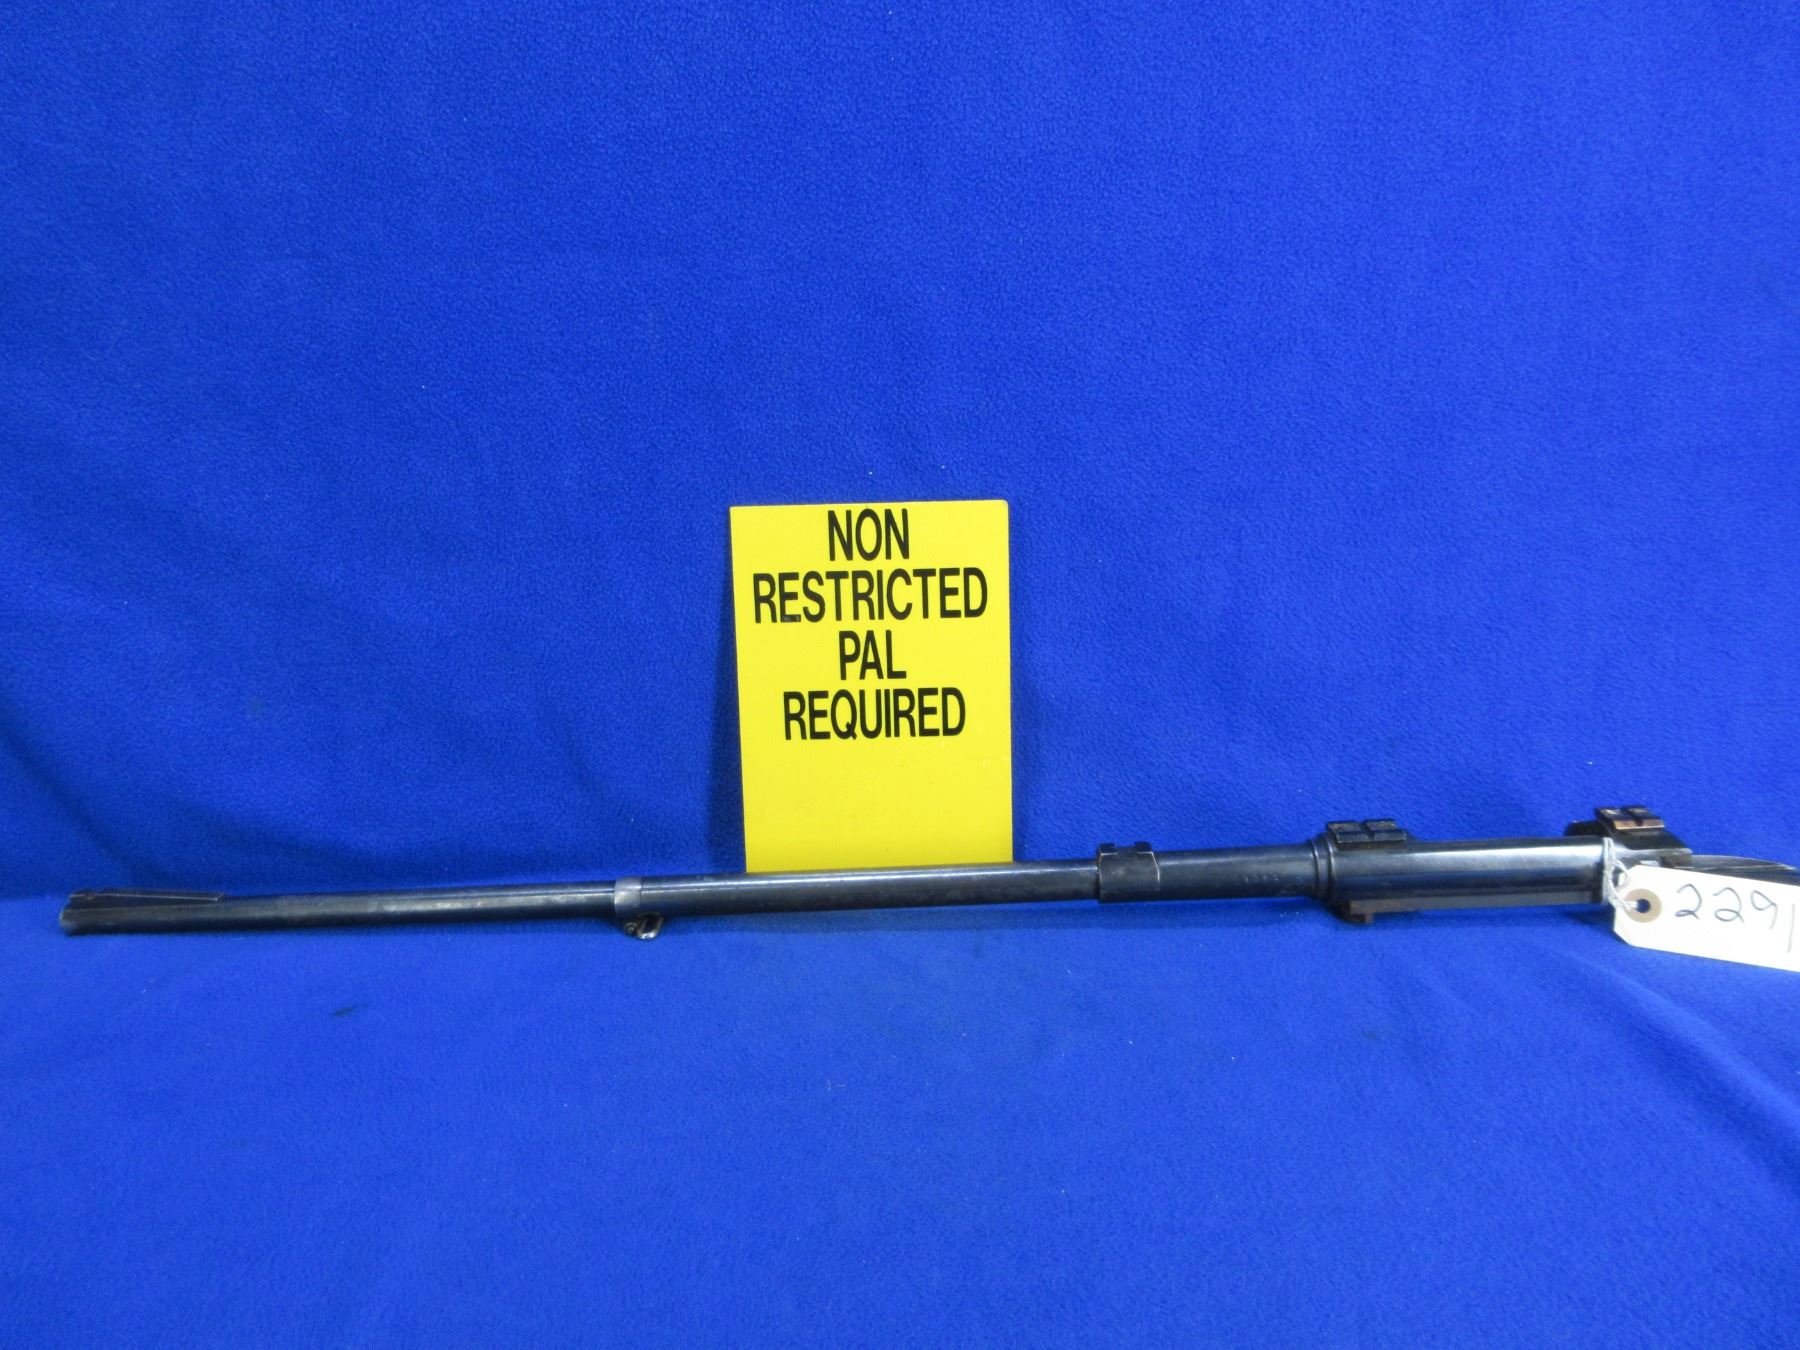 NON
RESTRICTED
PAL
REQUIRED
2291